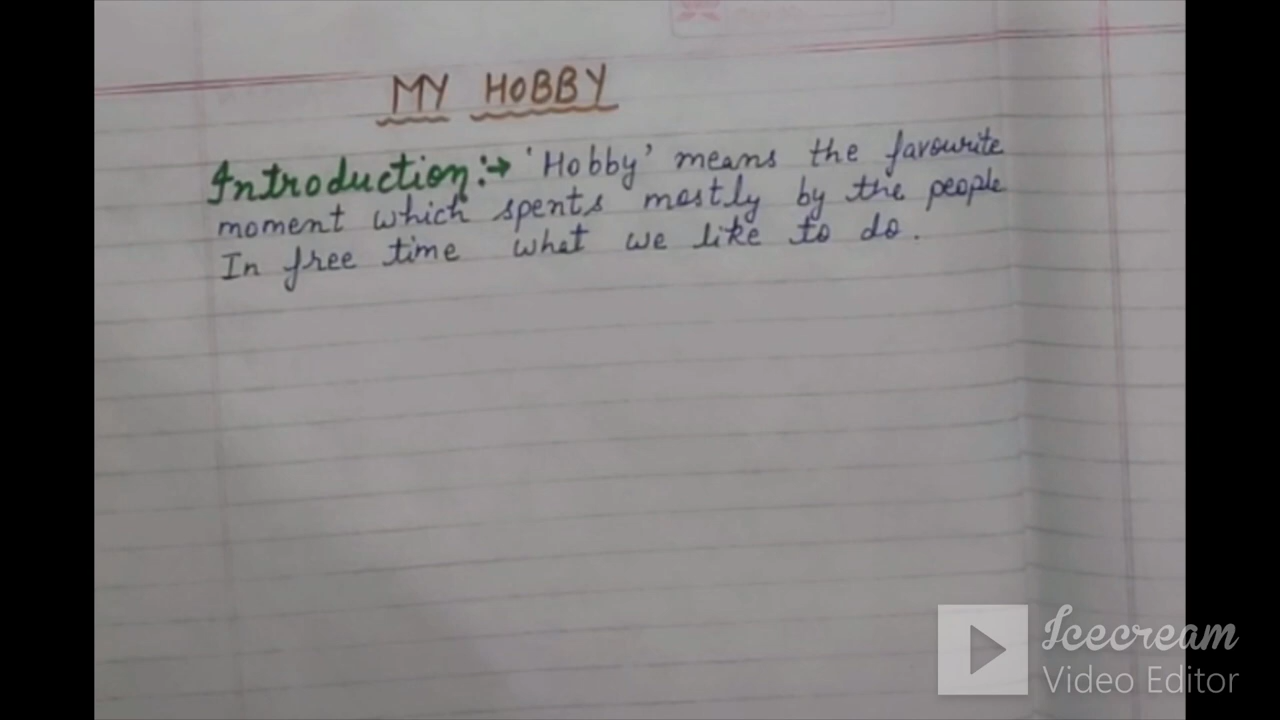 MY HOBBY
Introduction:→ 'Hobby' means the favourite
moment which spents mostly by the people
In free time what we like to do.
Icecream
Video Editor